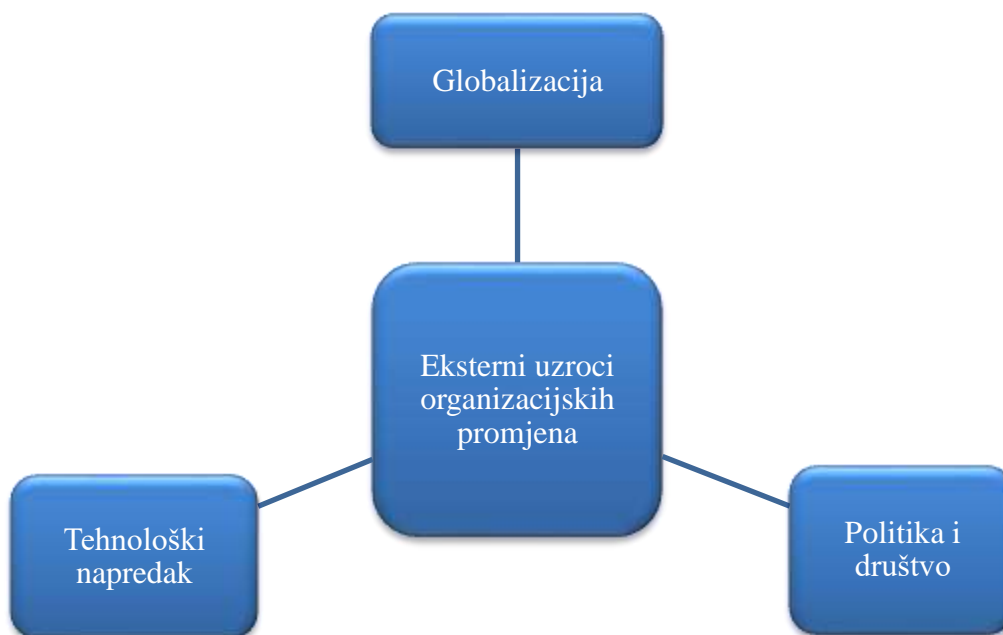 Globalizacija
Eksterni uzroci
organizacijskih
promjena
Tehnološki
napredak
Politika i
društvo